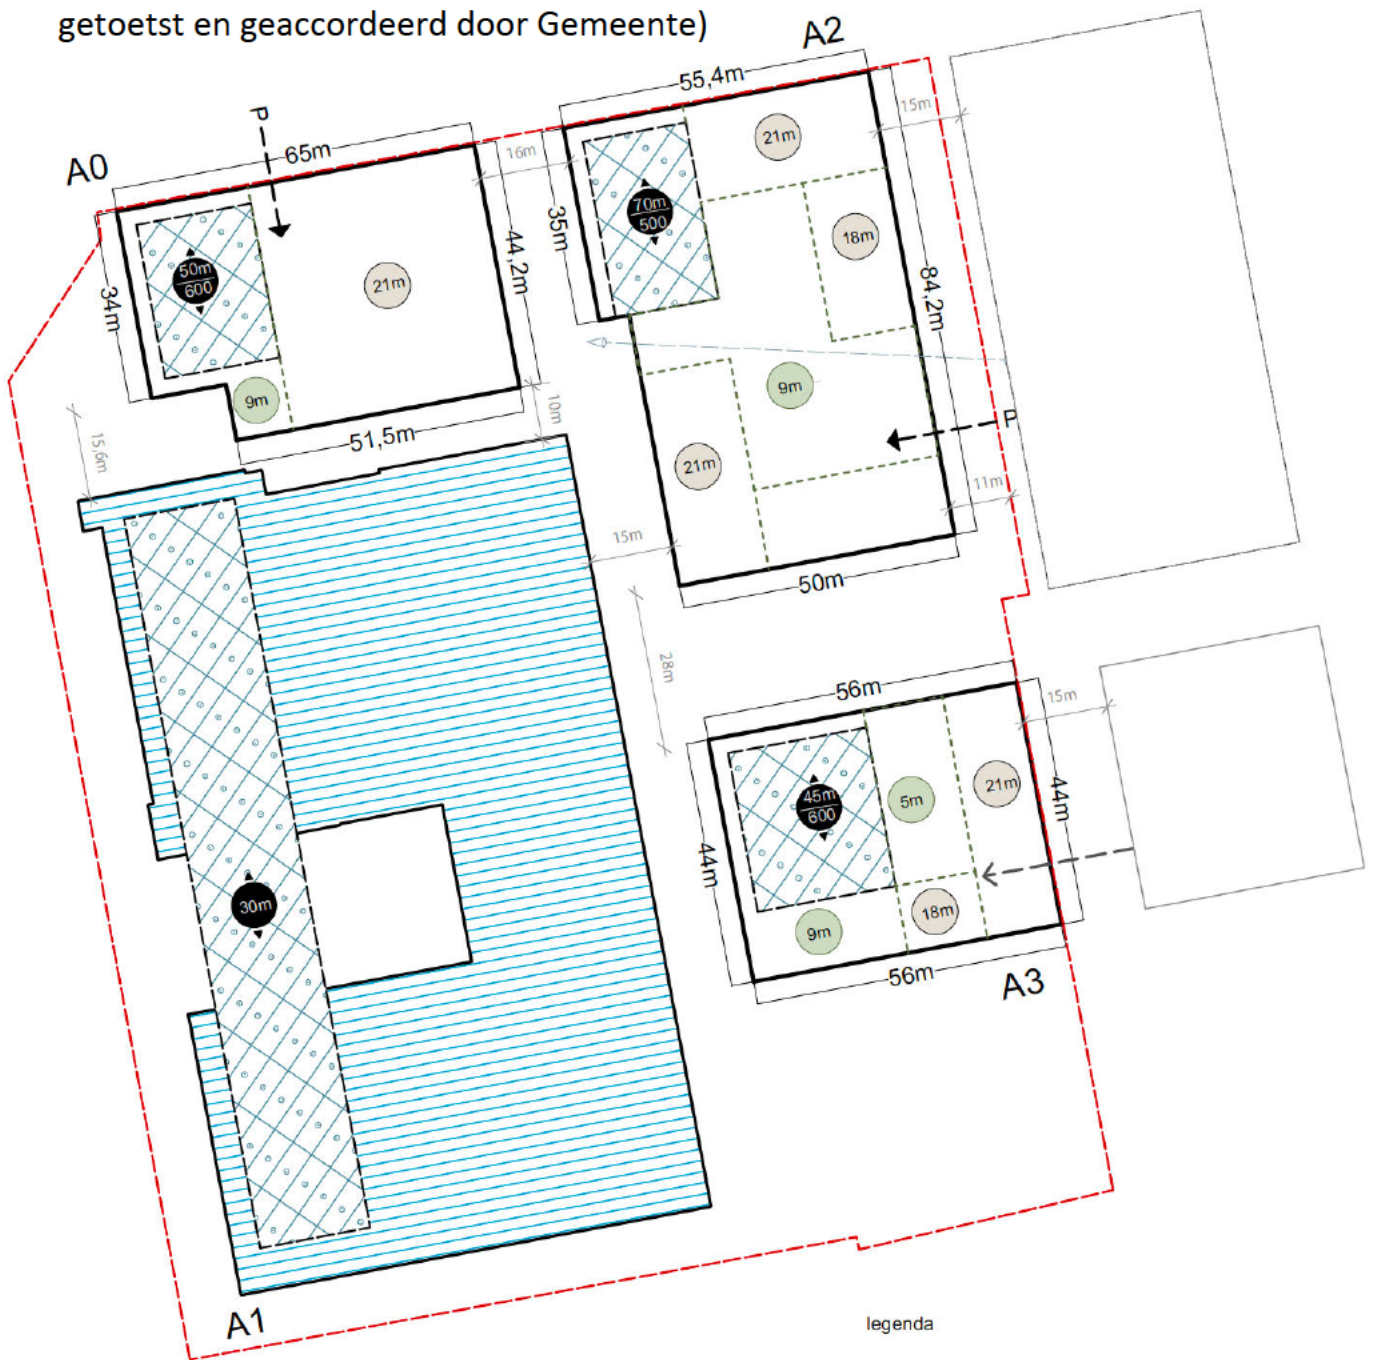 getoetst en geaccordeerd door Gemeente)
A2
55,4m
15m
21m
P
A0
65m
16m
35m
70m
500
18m
44,2m
84,2m
50m
600
21m
34m
9m
9m
10m
P
51,5m
15,6m
21m
11m
15m
50m
28m
56m
15m
45m
600
5m
21m
44m
44m
30m
9m
18m
56m
A3
A1
legenda